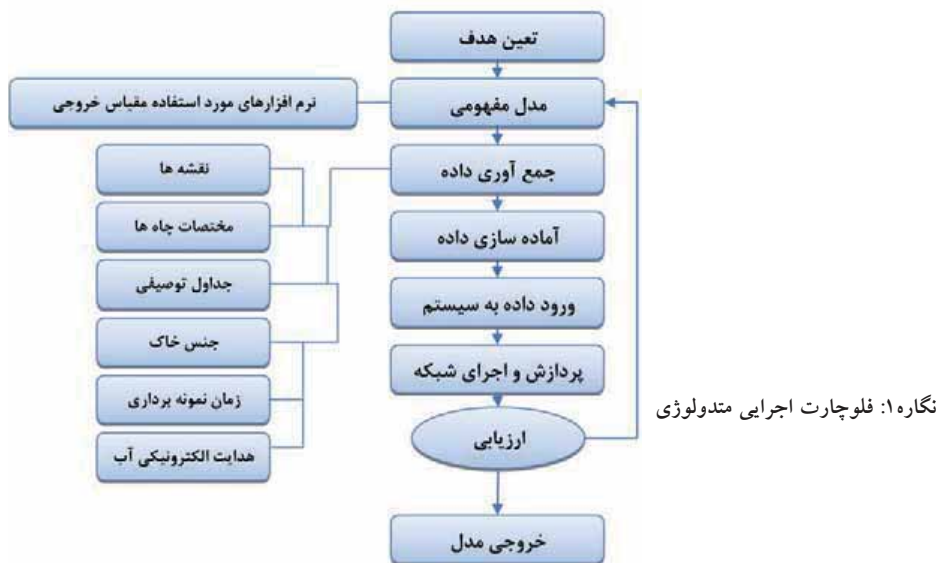 تعین هدف
مدل مفهومی
نرم افزارهای مورد استفاده مقیاس خروجی
جمع آوری داده
نقشه ها
مختصات چاه ها
جداول توصیفی
جنس خاک
زمان نمونه برداری
هدایت الکترونیکی آب
آماده سازی داده
ورود داده به سیستم
پردازش و اجرای شبکه
ارزیابی
خروجی مدل
نگاره۱: فلوچارت اجرایی متدولوژی